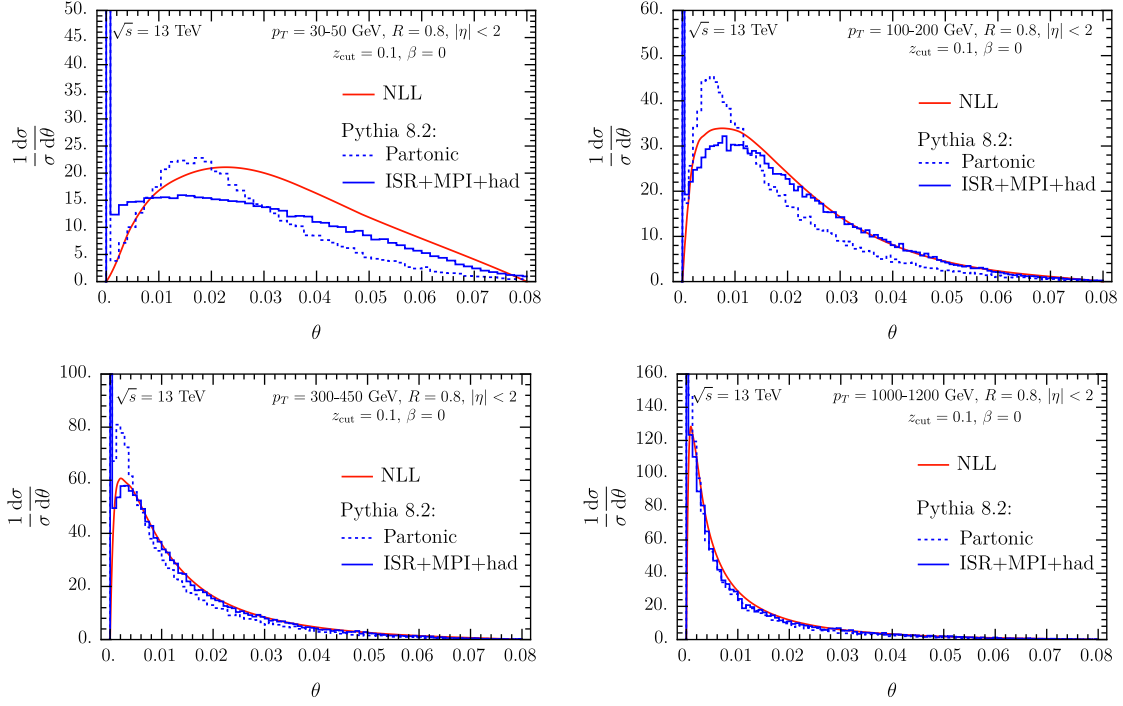 √s = 13 TeV
p_T = 30-50 GeV, R = 0.8, |η| < 2
z_cut = 0.1, β = 0
NLL
Pythia 8.2:
Partonic
ISR+MPI+had
1/σ dσ/dθ
50.
45.
40.
35.
30.
25.
20.
15.
10.
5.
0.
0. 0.01 0.02 0.03 0.04 0.05 0.06 0.07 0.08
θ
√s = 13 TeV
p_T = 100-200 GeV, R = 0.8, |η| < 2
z_cut = 0.1, β = 0
NLL
Pythia 8.2:
Partonic
ISR+MPI+had
1/σ dσ/dθ
60.
50.
40.
30.
20.
10.
0.
0. 0.01 0.02 0.03 0.04 0.05 0.06 0.07 0.08
θ
√s = 13 TeV
p_T = 300-450 GeV, R = 0.8, |η| < 2
z_cut = 0.1, β = 0
NLL
Pythia 8.2:
Partonic
ISR+MPI+had
1/σ dσ/dθ
100.
80.
60.
40.
20.
0.
0. 0.01 0.02 0.03 0.04 0.05 0.06 0.07 0.08
θ
√s = 13 TeV
p_T = 1000-1200 GeV, R = 0.8, |η| < 2
z_cut = 0.1, β = 0
NLL
Pythia 8.2:
Partonic
ISR+MPI+had
1/σ dσ/dθ
160.
140.
120.
100.
80.
60.
40.
20.
0.
0. 0.01 0.02 0.03 0.04 0.05 0.06 0.07 0.08
θ